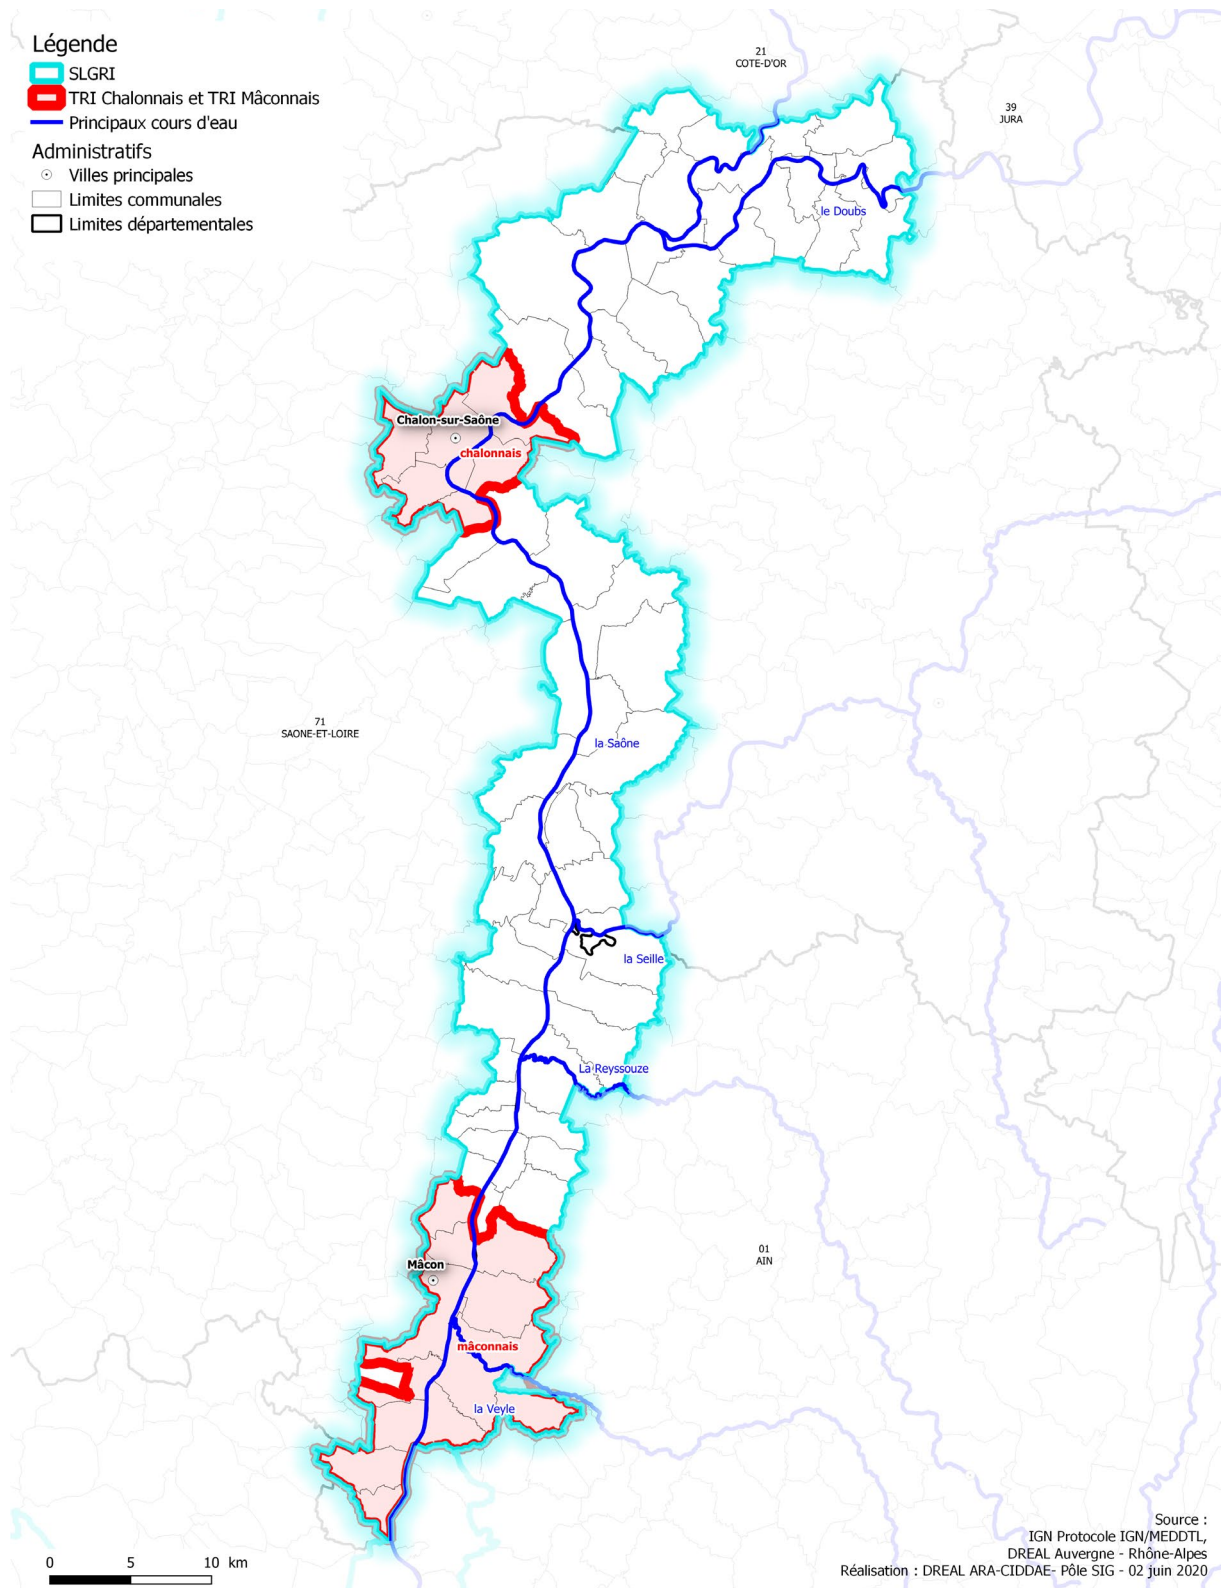 Légende
SLGRI
TRI Chalonnais et TRI Mâconnais
Principaux cours d'eau
Administratifs
Villes principales
Limites communales
Limites départementales
21
COTE-D'OR
39
JURA
le Doubs
Chalon-sur-Saône
chalonnais
71
SAONE-ET-LOIRE
la Saône
la Seille
La Reyssouze
01
AIN
Mâcon
mâconnais
la Veyle
0 5 10 km
Source :
IGN Protocole IGN/MEDDTL,
DREAL Auvergne - Rhône-Alpes
Réalisation : DREAL ARA-CIDDAE- Pôle SIG - 02 juin 2020